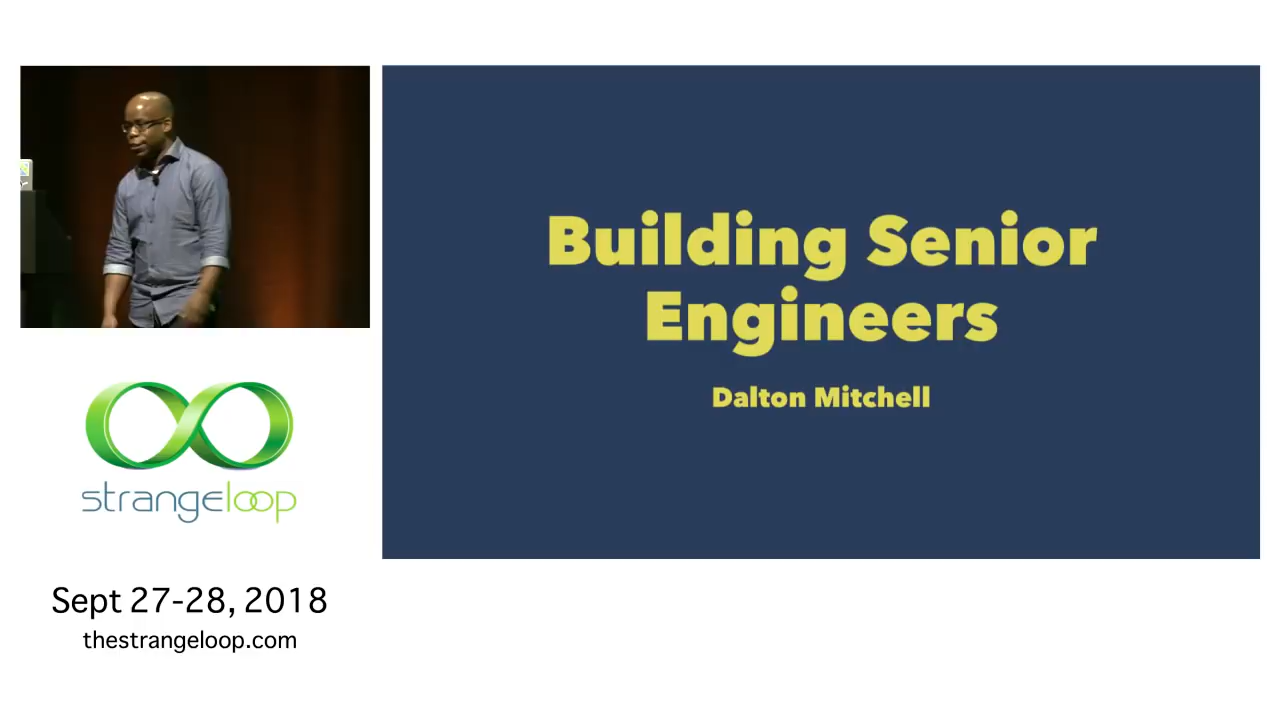 Building Senior
Engineers
Dalton Mitchell
strangeloop
Sept 27-28, 2018
thestrangeloop.com